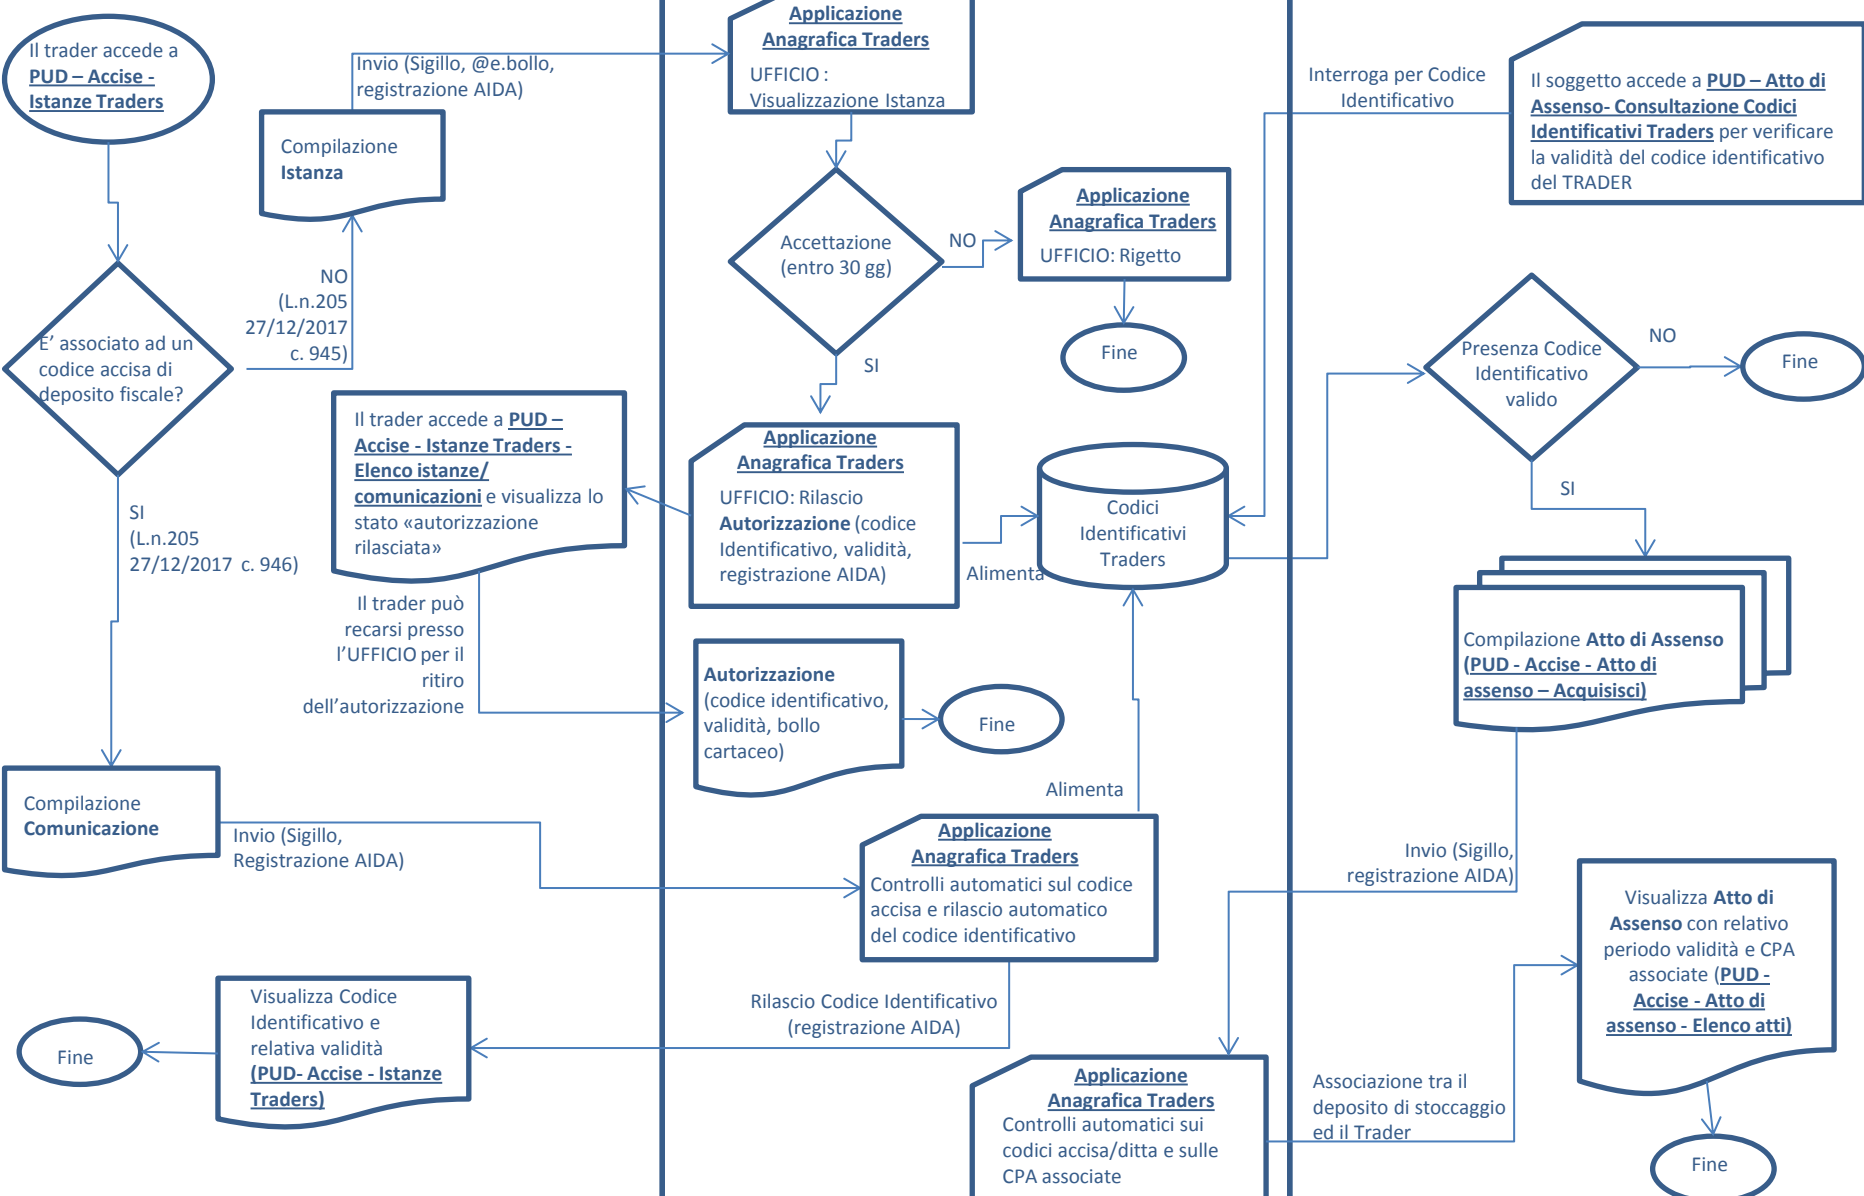 Il trader accede a
PUD – Accise -
Istanze Traders
Invio (Sigillo, @e.bollo,
registrazione AIDA)
Compilazione
Istanza
NO
(L.n.205
27/12/2017
c. 945)
E’ associato ad un
codice accisa di
deposito fiscale?
SI
(L.n.205
27/12/2017 c. 946)
Il trader accede a PUD –
Accise - Istanze Traders -
Elenco istanze/
comunicazioni e visualizza lo
stato «autorizzazione
rilasciata»
Il trader può
recarsi presso
l’UFFICIO per il
ritiro
dell’autorizzazione
Compilazione
Comunicazione
Invio (Sigillo,
Registrazione AIDA)
Visualizza Codice
Identificativo e
relativa validità
(PUD- Accise - Istanze
Traders)
Fine
Applicazione
Anagrafica Traders
UFFICIO :
Visualizzazione Istanza
Accettazione
(entro 30 gg)
NO
Applicazione
Anagrafica Traders
UFFICIO: Rigetto
Fine
SI
Applicazione
Anagrafica Traders
UFFICIO: Rilascio
Autorizzazione (codice
Identificativo, validità,
registrazione AIDA)
Alimenta
Codici
Identificativi
Traders
Autorizzazione
(codice identificativo,
validità, bollo
cartaceo)
Fine
Alimenta
Applicazione
Anagrafica Traders
Controlli automatici sul codice
accisa e rilascio automatico
del codice identificativo
Rilascio Codice Identificativo
(registrazione AIDA)
Applicazione
Anagrafica Traders
Controlli automatici sui
codici accisa/ditta e sulle
CPA associate
Interroga per Codice
Identificativo
Il soggetto accede a PUD – Atto di
Assenso- Consultazione Codici
Identificativi Traders per verificare
la validità del codice identificativo
del TRADER
Presenza Codice
Identificativo
valido
NO
Fine
SI
Compilazione Atto di Assenso
(PUD - Accise - Atto di
assenso – Acquisisci)
Invio (Sigillo,
registrazione AIDA)
Visualizza Atto di
Assenso con relativo
periodo validità e CPA
associate (PUD -
Accise - Atto di
assenso - Elenco atti)
Associazione tra il
deposito di stoccaggio
ed il Trader
Fine